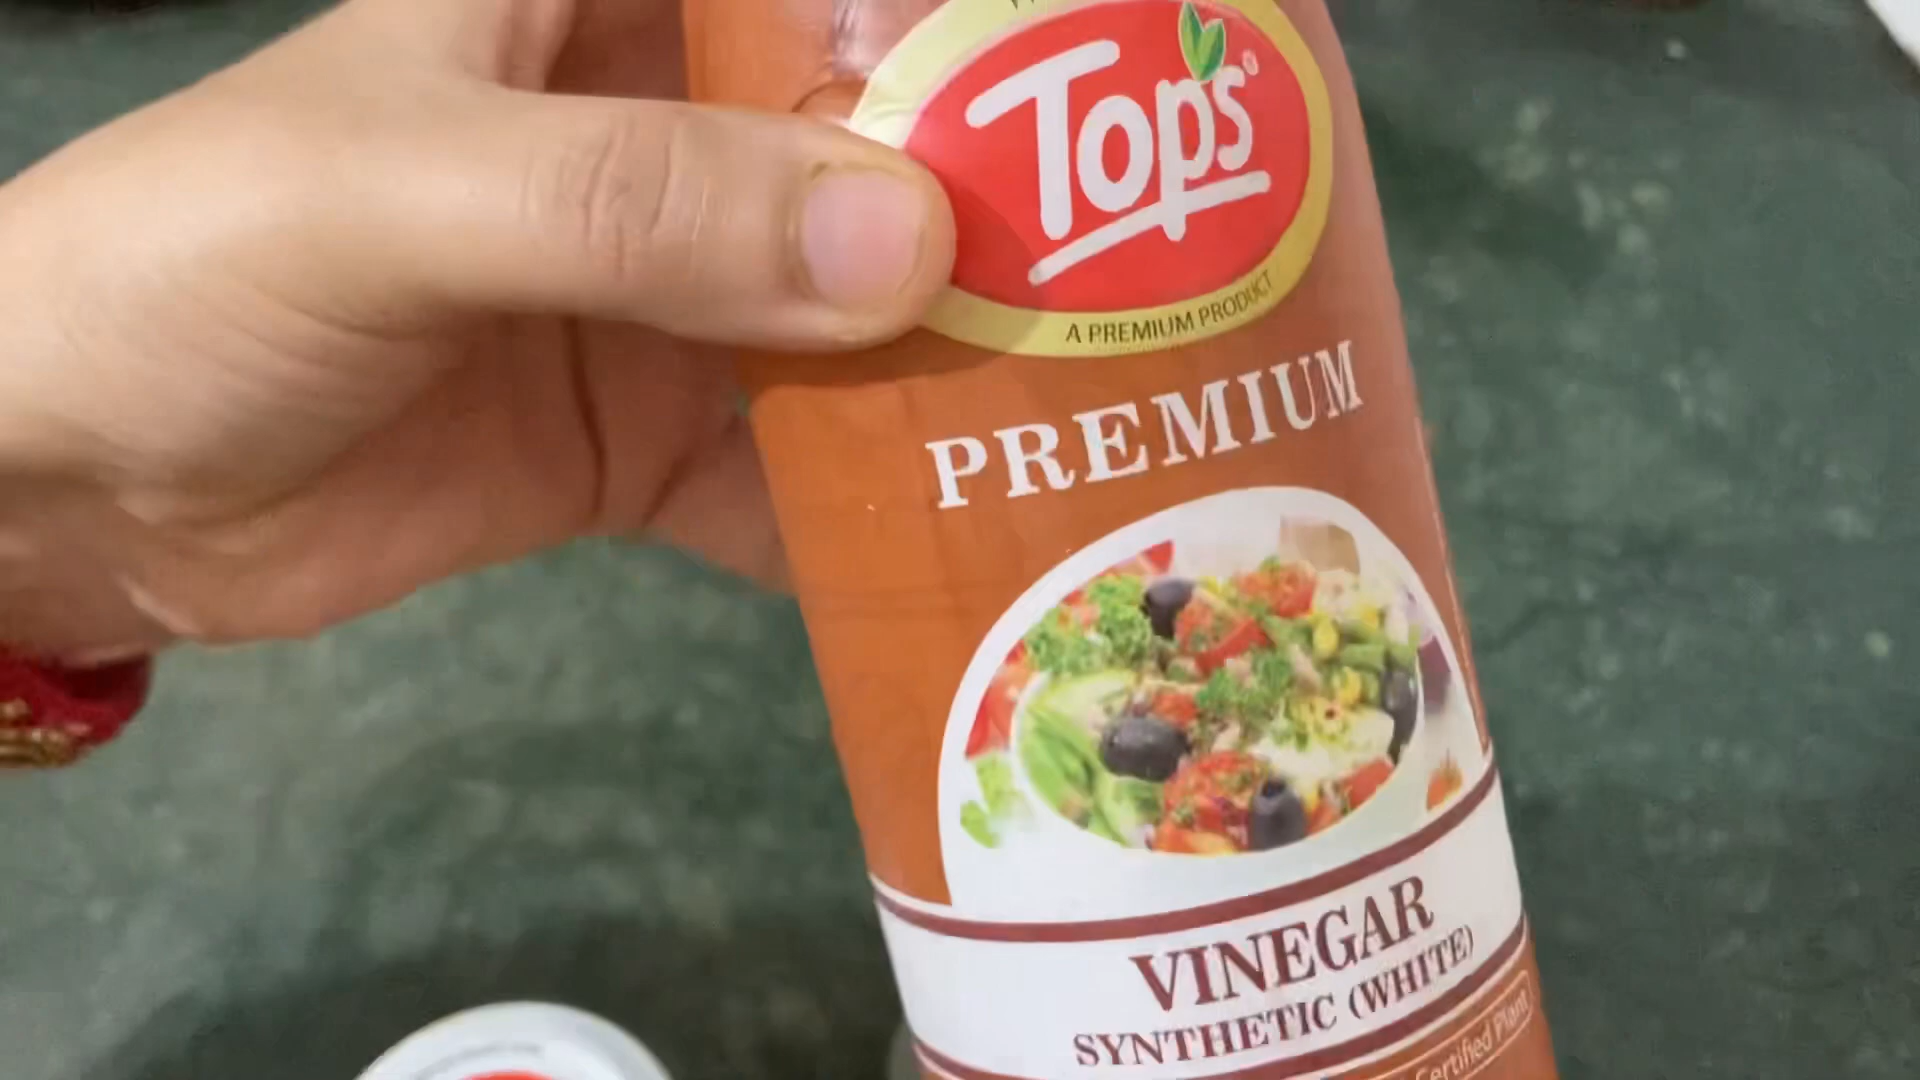 Tops®
A PREMIUM PRODUCT
PREMIUM
VINEGAR
SYNTHETIC (WHITE)
Certified Plant